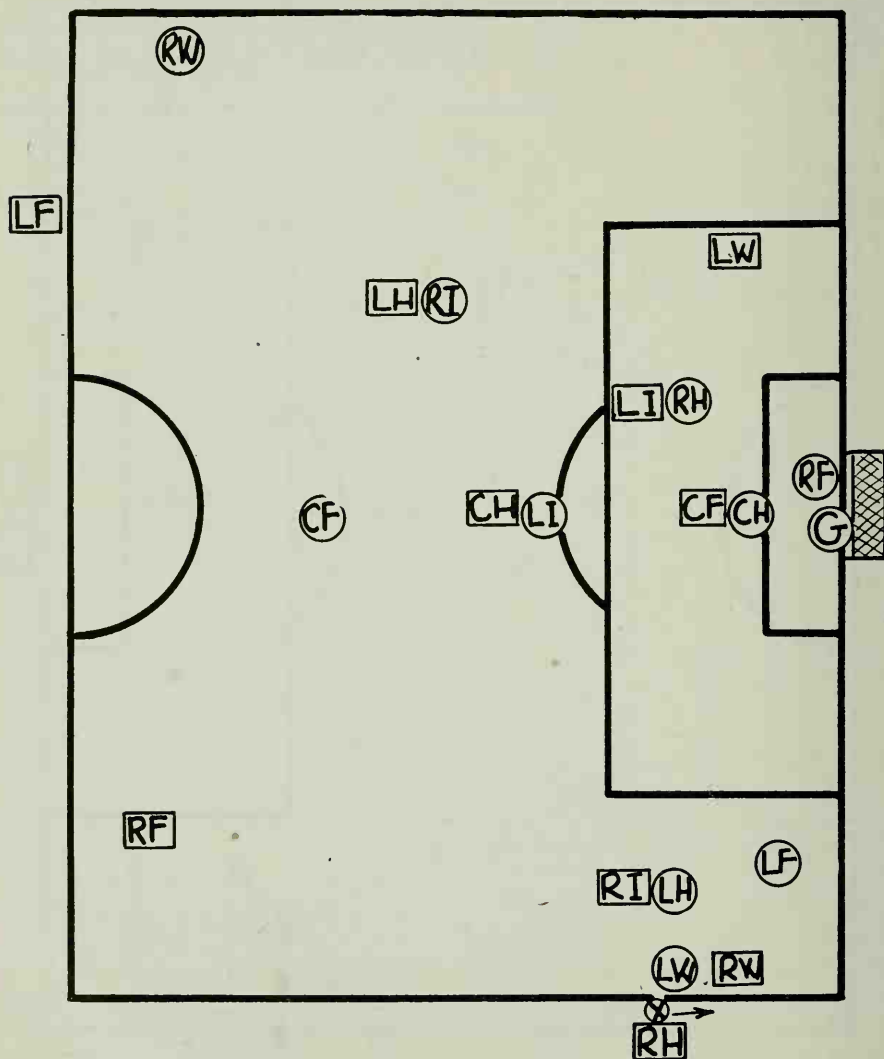 RW
LF
LW
LH RI
LI RH
RF
CF CH LI CF CH
G
RF
LF
RI LH
LW RW
RH